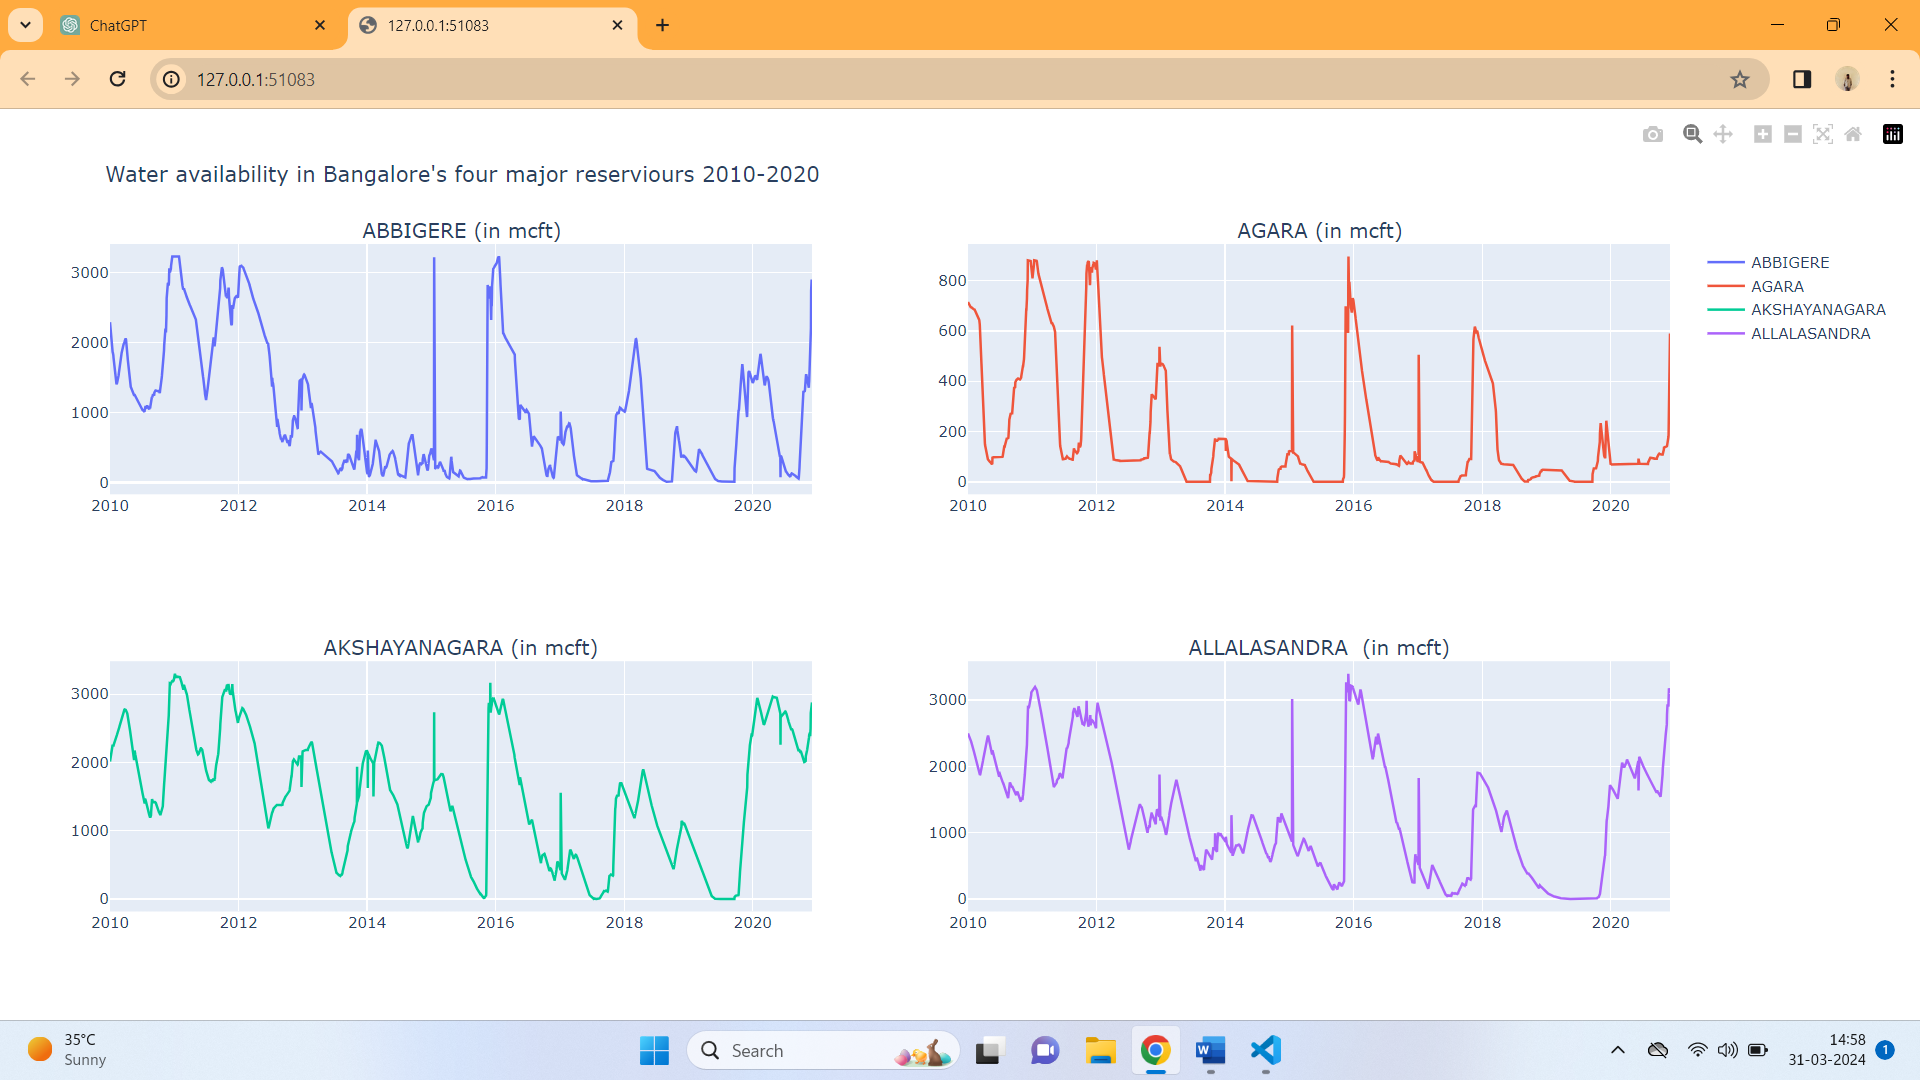 ChatGPT
127.0.0.1:51083
127.0.0.1:51083
Water availability in Bangalore's four major reserviours 2010-2020
ABBIGERE (in mcft)
3000
2000
1000
0
2010 2012 2014 2016 2018 2020
AGARA (in mcft)
800
600
400
200
0
2010 2012 2014 2016 2018 2020
ABBIGERE
AGARA
AKSHAYANAGARA
ALLALASANDRA
AKSHAYANAGARA (in mcft)
3000
2000
1000
0
2010 2012 2014 2016 2018 2020
ALLALASANDRA  (in mcft)
3000
2000
1000
0
2010 2012 2014 2016 2018 2020
35°C
Sunny
Search
W
14:58
31-03-2024
1